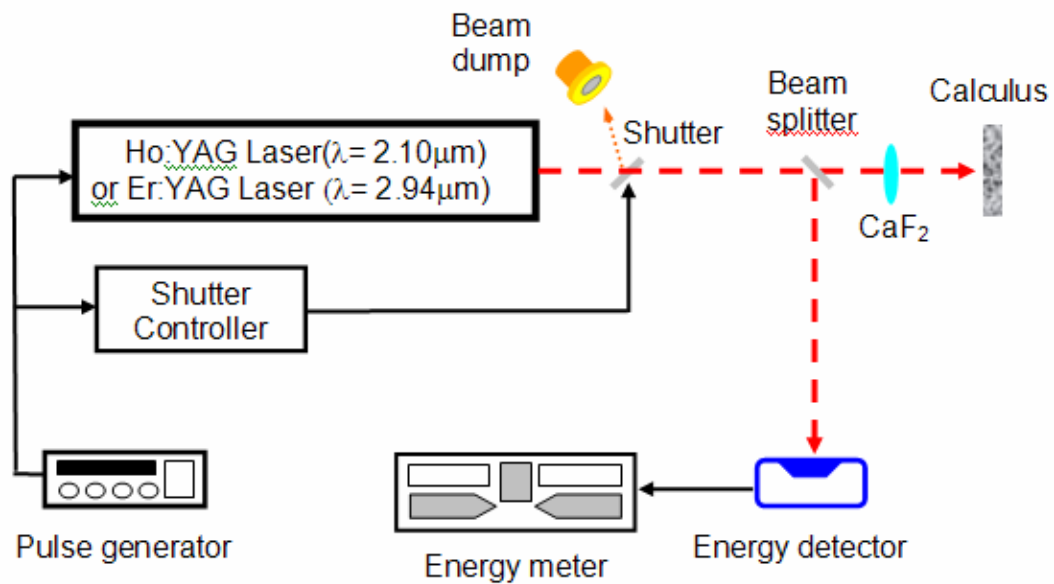 Beam
dump
Beam
splitter
Calculus
Shutter
Ho:YAG Laser(λ= 2.10μm)
or Er:YAG Laser (λ= 2.94μm)
CaF₂
Shutter
Controller
Pulse generator
Energy meter
Energy detector